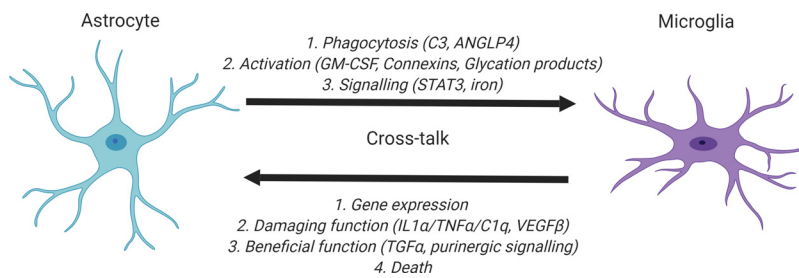 Astrocyte
Microglia
1. Phagocytosis (C3, ANGLP4)
2. Activation (GM-CSF, Connexins, Glycation products)
3. Signalling (STAT3, iron)
Cross-talk
1. Gene expression
2. Damaging function (IL1α/TNFα/C1q, VEGFβ)
3. Beneficial function (TGFα, purinergic signalling)
4. Death